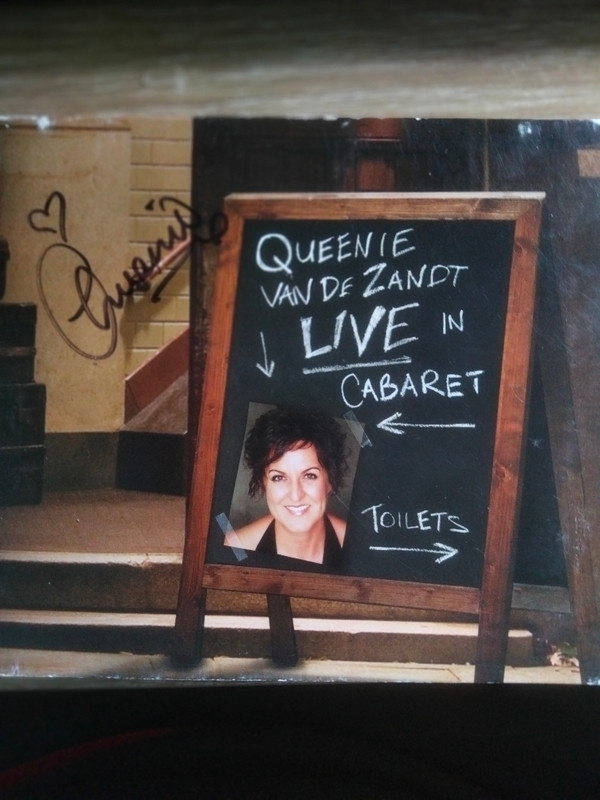 Queenie
QUEENIE
VAN DE ZANDT
LIVE IN
CABARET
TOILETS